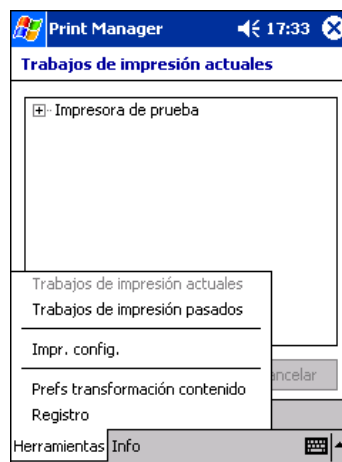 Print Manager 17:33
Trabajos de impresión actuales
Impresora de prueba
Trabajos de impresión actuales
Trabajos de impresión pasados
Impr. config.
ancelar
Prefs transformación contenido
Registro
Herramientas Info